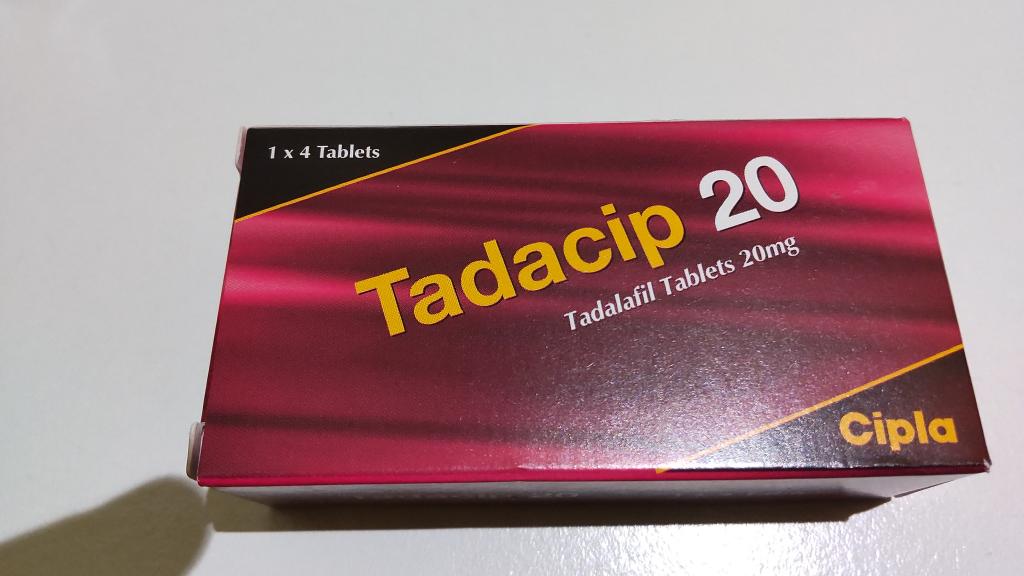 1 x 4 Tablets
Tadacip 20
Tadalafil Tablets 20mg
Cipla